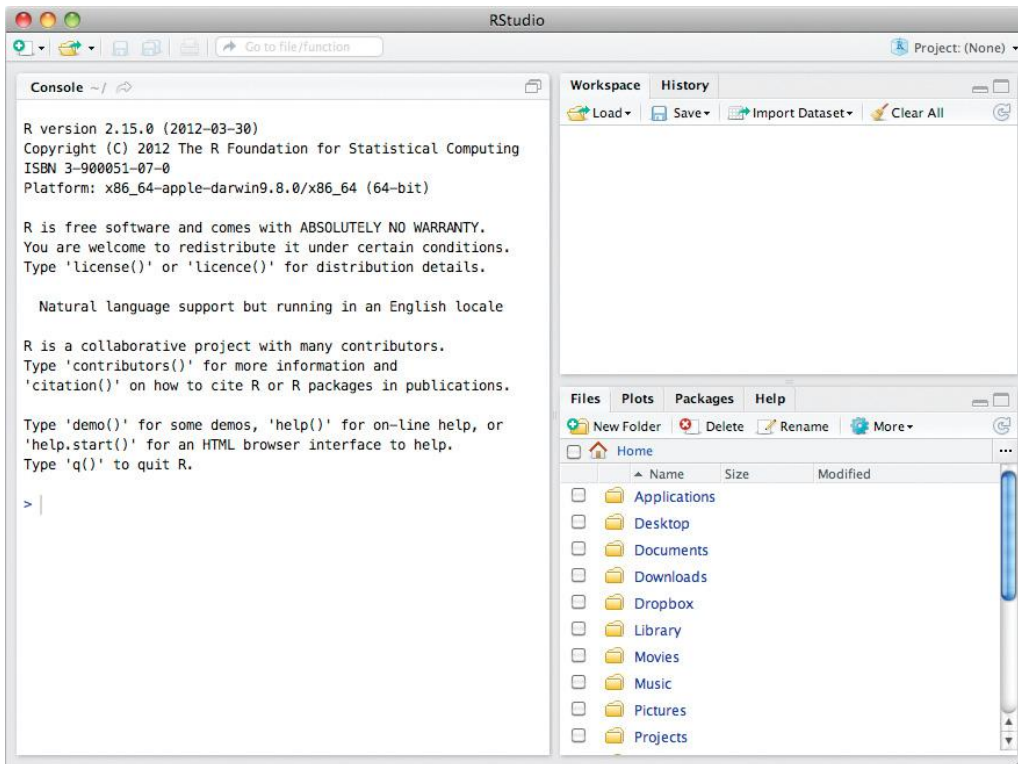 RStudio
Go to file/function
Project: (None)
Console ~/
R version 2.15.0 (2012-03-30)
Copyright (C) 2012 The R Foundation for Statistical Computing
ISBN 3-900051-07-0
Platform: x86_64-apple-darwin9.8.0/x86_64 (64-bit)
R is free software and comes with ABSOLUTELY NO WARRANTY.
You are welcome to redistribute it under certain conditions.
Type 'license()' or 'licence()' for distribution details.
Natural language support but running in an English locale
R is a collaborative project with many contributors.
Type 'contributors()' for more information and
'citation()' on how to cite R or R packages in publications.
Type 'demo()' for some demos, 'help()' for on-line help, or
'help.start()' for an HTML browser interface to help.
Type 'q()' to quit R.
>
Workspace History
Load Save Import Dataset Clear All
Files Plots Packages Help
New Folder Delete Rename More
Home ...
Name Size Modified
Applications
Desktop
Documents
Downloads
Dropbox
Library
Movies
Music
Pictures
Projects